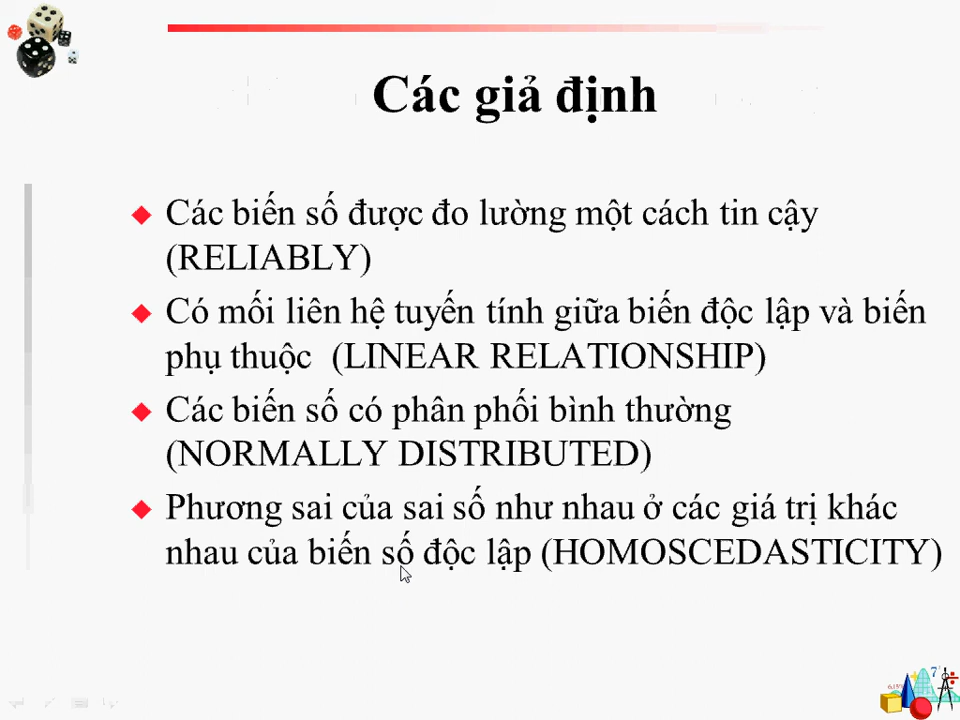 Các giả định
Các biến số được đo lường một cách tin cậy
(RELIABLY)
Có mối liên hệ tuyến tính giữa biến độc lập và biến
phụ thuộc (LINEAR RELATIONSHIP)
Các biến số có phân phối bình thường
(NORMALLY DISTRIBUTED)
Phương sai của sai số như nhau ở các giá trị khác
nhau của biến số độc lập (HOMOSCEDASTICITY)